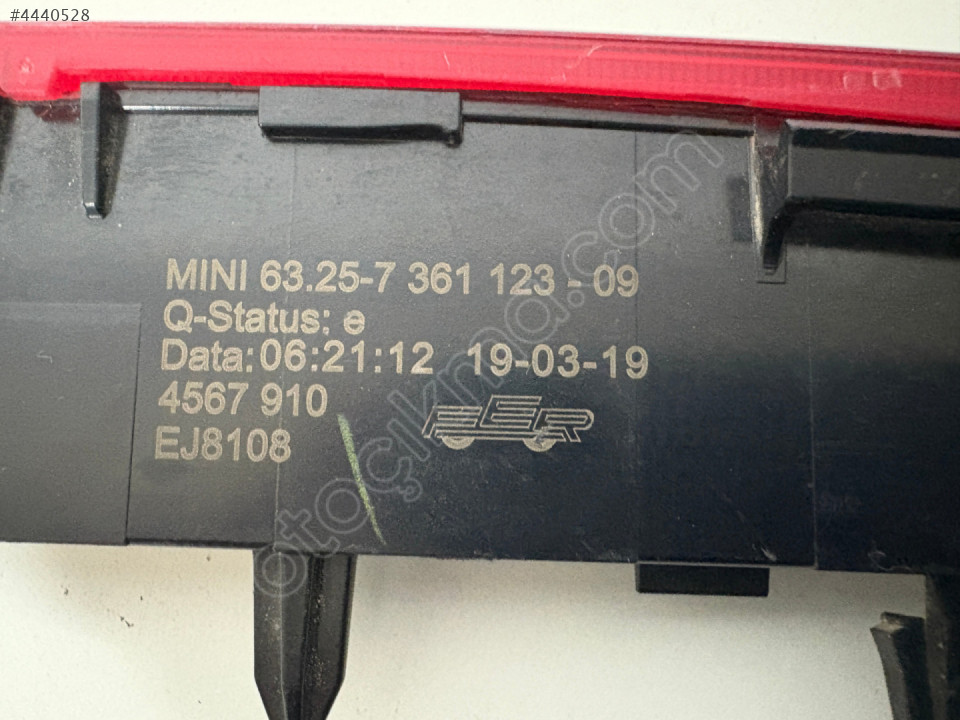 #4440528
MINI 63.25-7 361 123 - 09
Q-Status: e
Data:06:21:12 19-03-19
4567 910
FER
EJ8108
otoçıkma.com